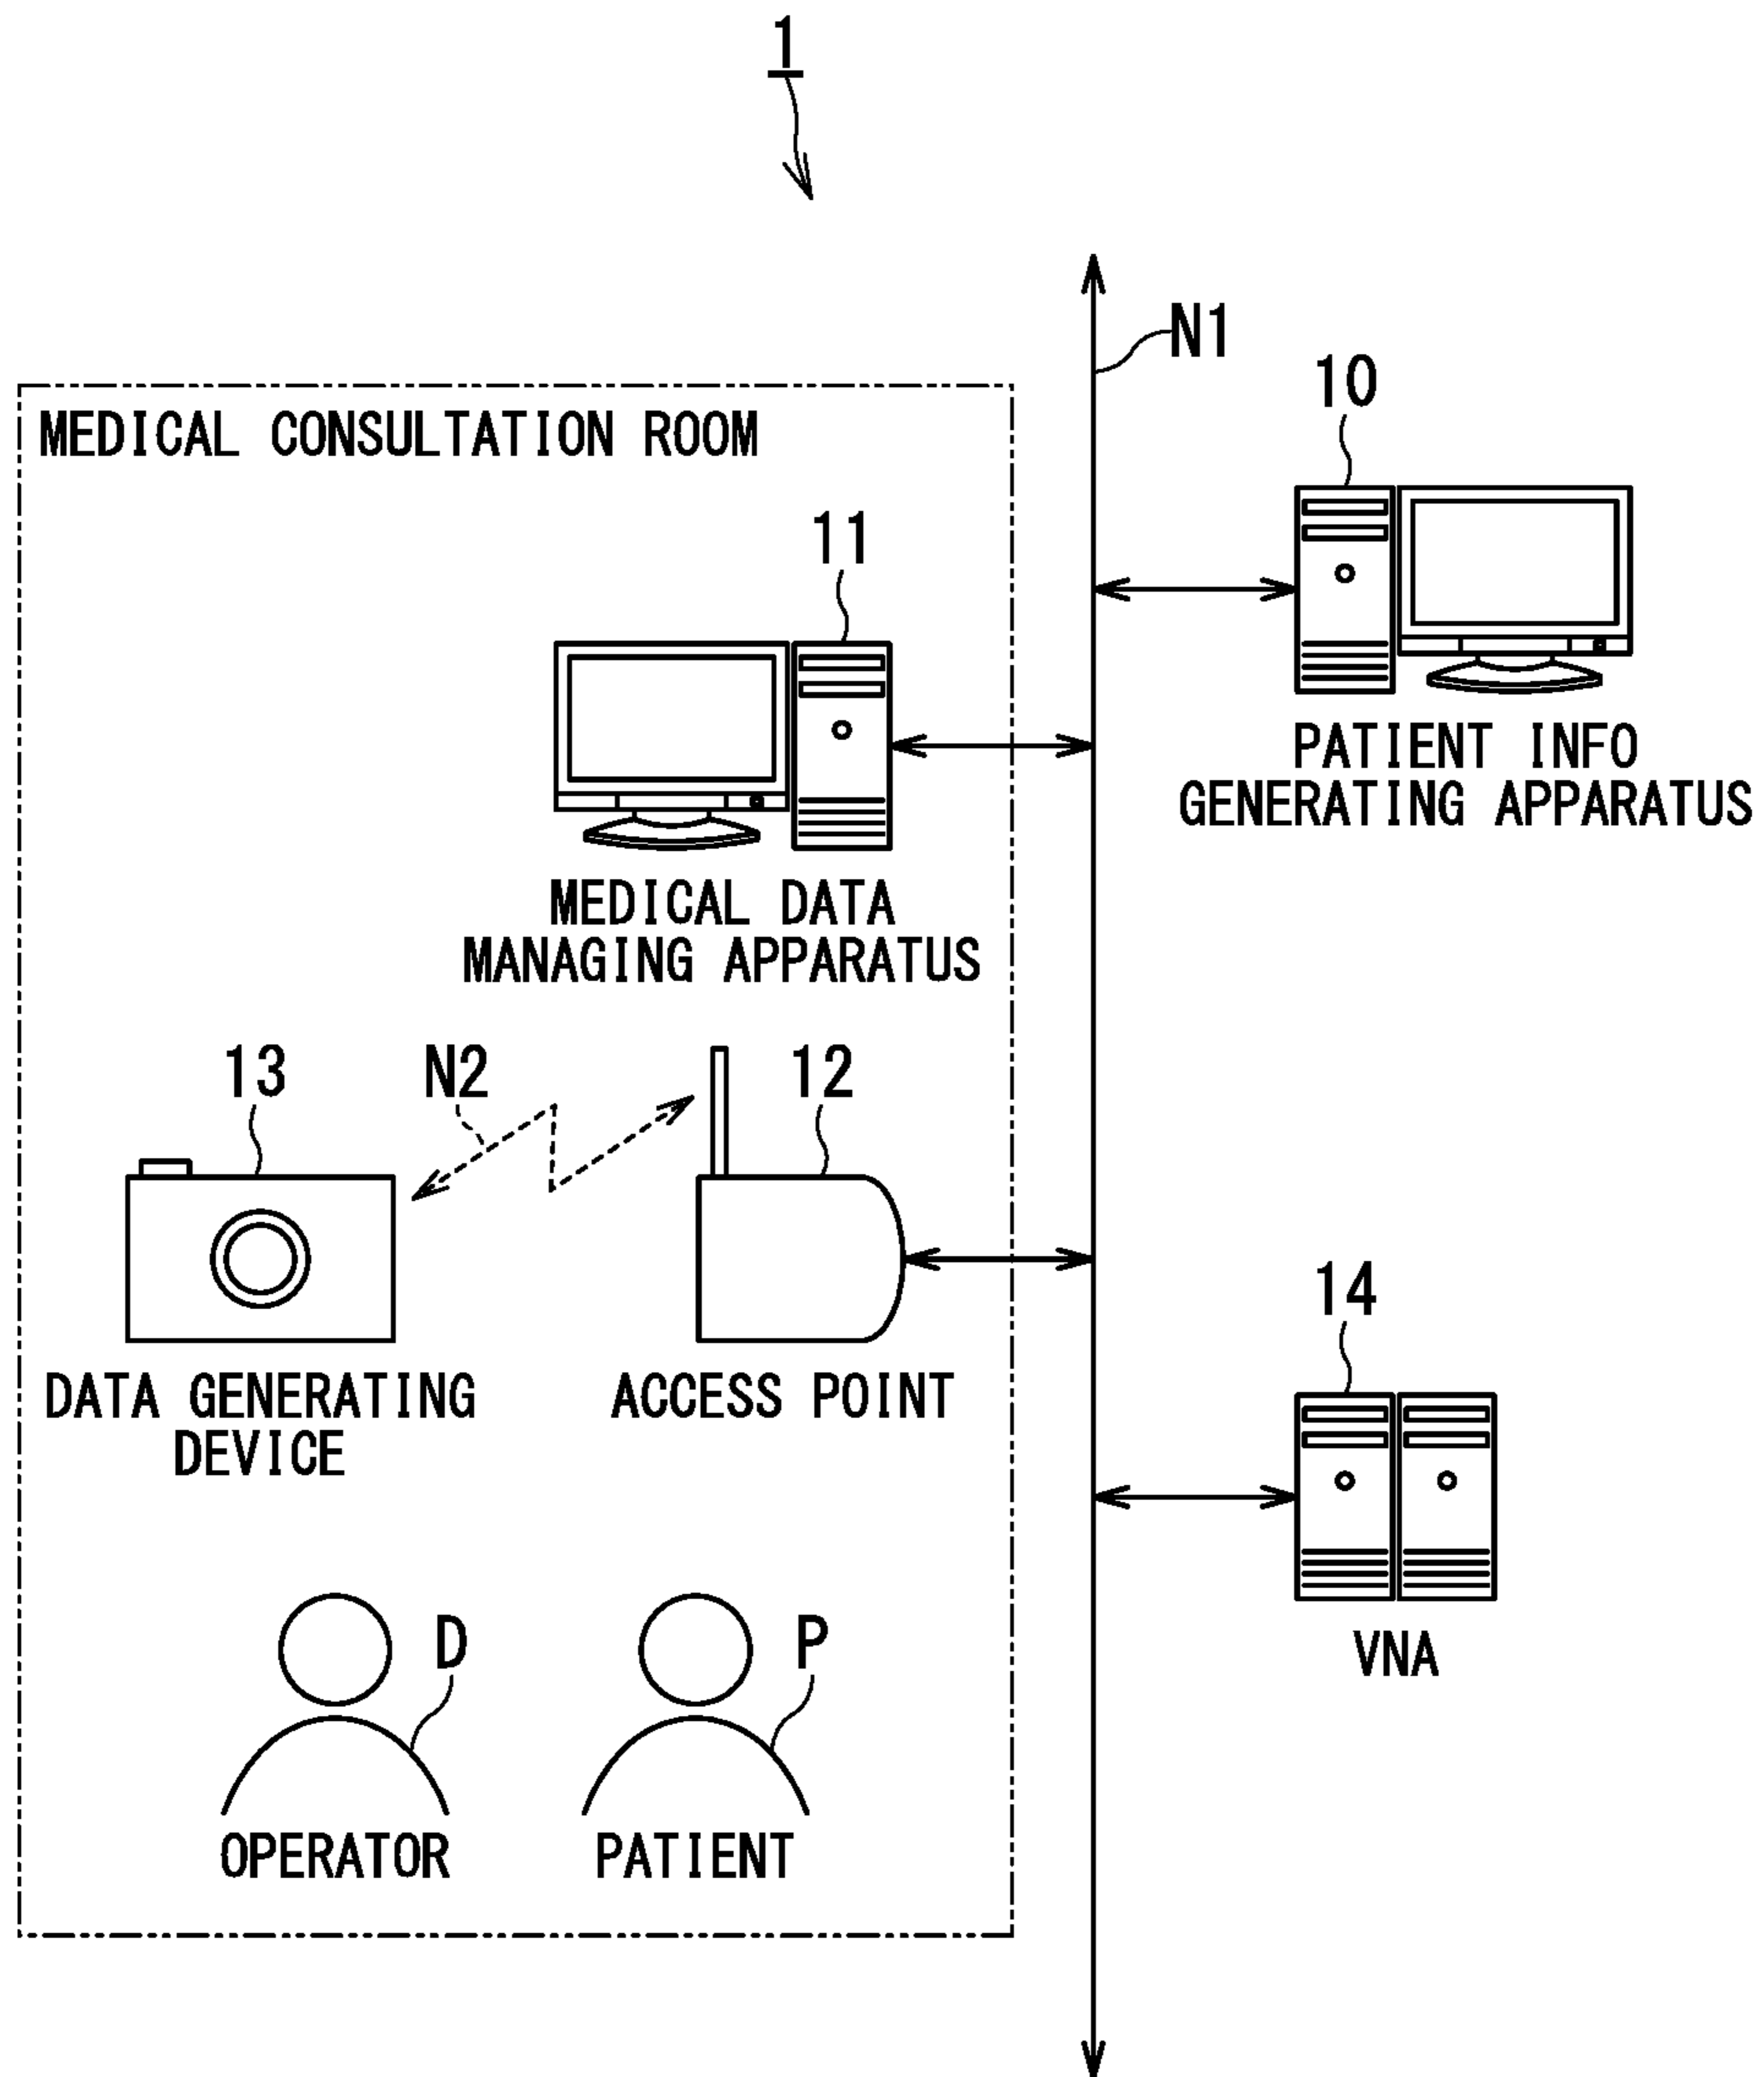 1
N1
10
MEDICAL CONSULTATION ROOM
11
PATIENT INFO
GENERATING APPARATUS
MEDICAL DATA
MANAGING APPARATUS
13
N2
12
DATA GENERATING
DEVICE
ACCESS POINT
14
VNA
D
P
OPERATOR
PATIENT